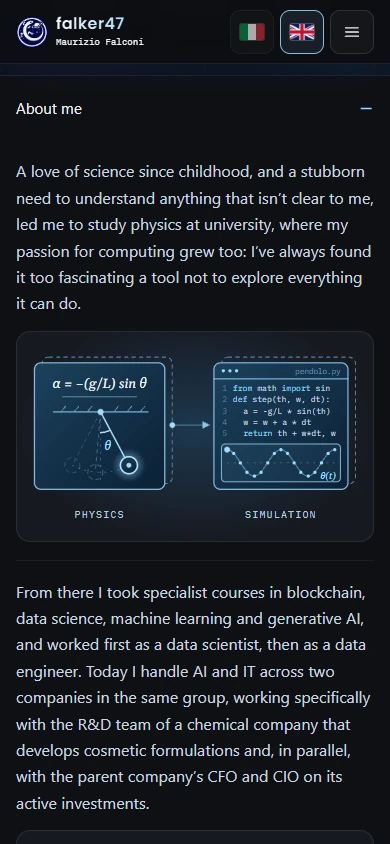 falker47
Maurizio Falconi
About me
A love of science since childhood, and a stubborn
need to understand anything that isn’t clear to me,
led me to study physics at university, where my
passion for computing grew too: I’ve always found
it too fascinating a tool not to explore everything
it can do.
α = −(g/L) sin θ
θ
PHYSICS
pendolo.py
1 from math import sin
2 def step(th, w, dt):
3 a = -g/L * sin(th)
4 w = w + a * dt
5 return th + w*dt, w
θ(t)
SIMULATION
From there I took specialist courses in blockchain,
data science, machine learning and generative AI,
and worked first as a data scientist, then as a data
engineer. Today I handle AI and IT across two
companies in the same group, working specifically
with the R&D team of a chemical company that
develops cosmetic formulations and, in parallel,
with the parent company’s CFO and CIO on its
active investments.